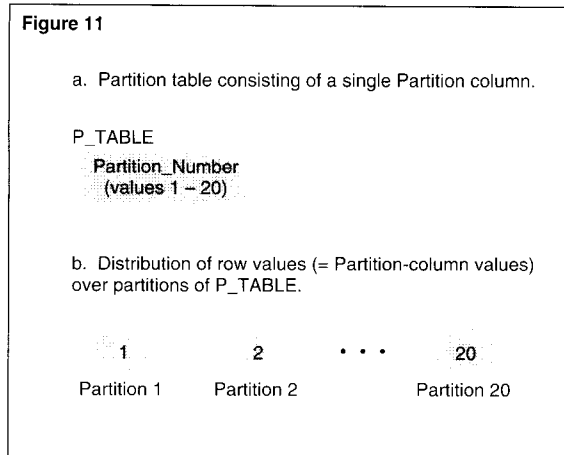 Figure 11
a. Partition table consisting of a single Partition column.
P_TABLE
Partition_Number
(values 1 – 20)
b. Distribution of row values (= Partition-column values)
over partitions of P_TABLE.
1 2 • • • 20
Partition 1 Partition 2 Partition 20